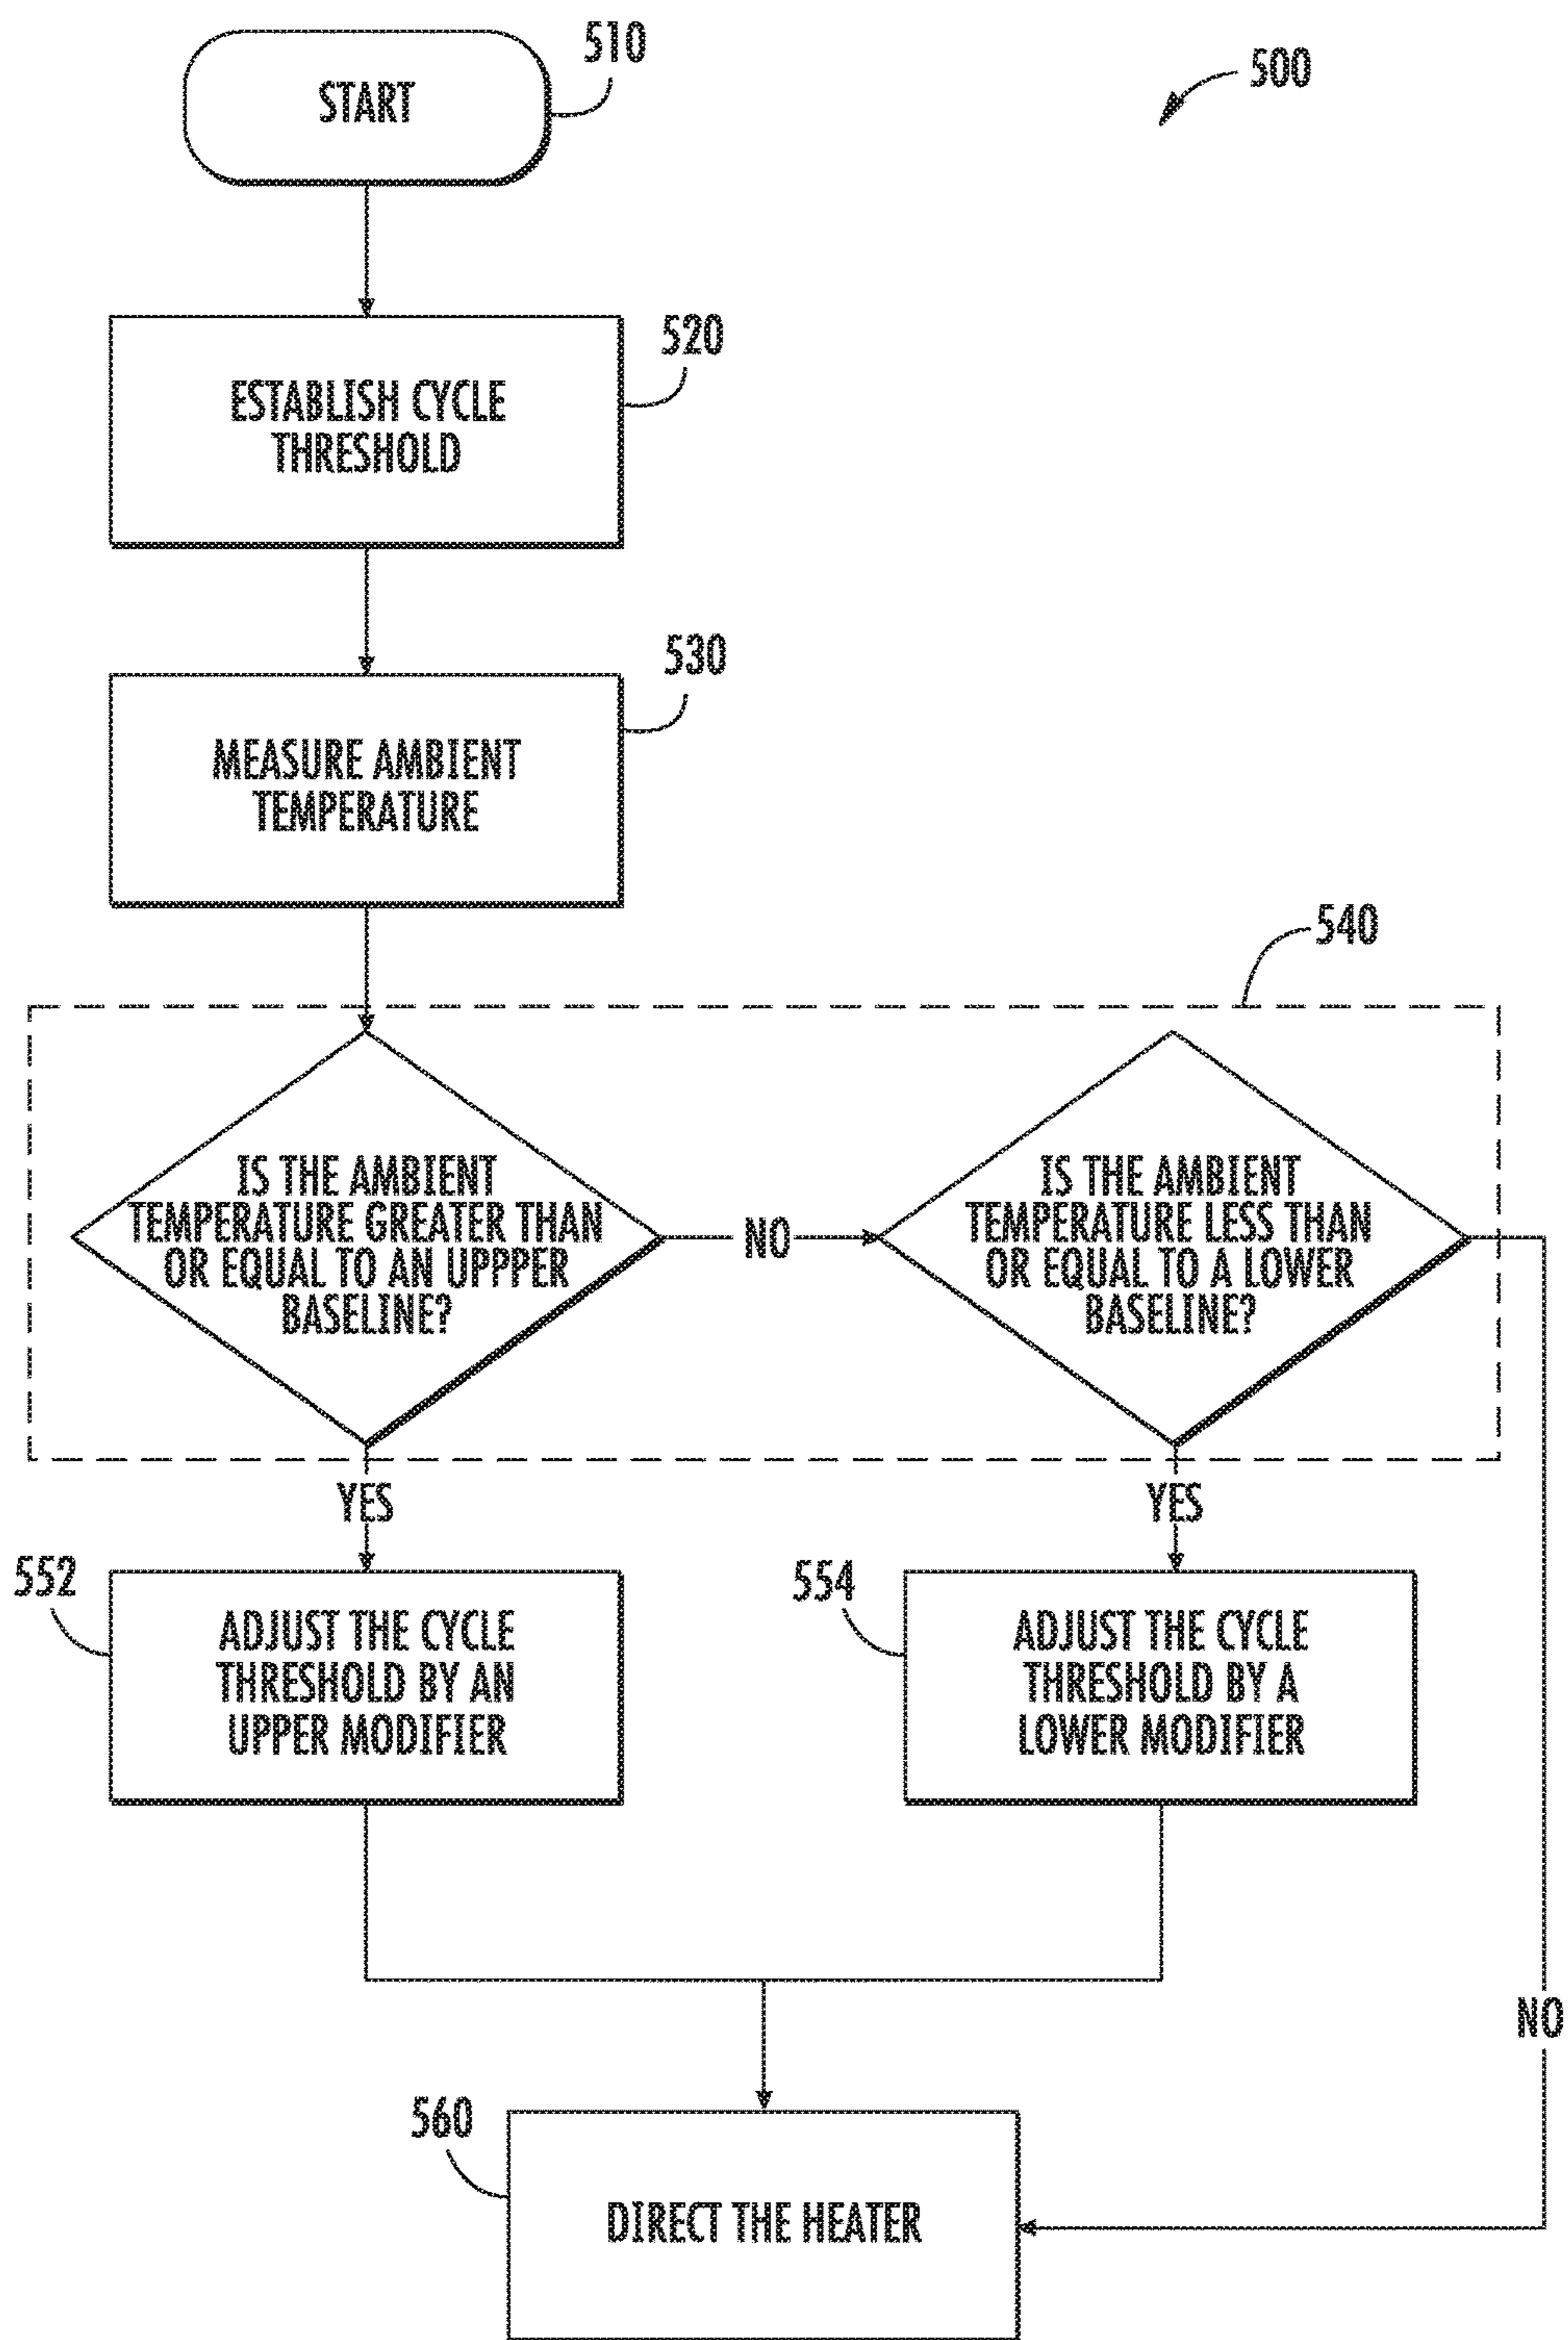 510
500
START
520
ESTABLISH CYCLE
THRESHOLD
530
MEASURE AMBIENT
TEMPERATURE
540
IS THE AMBIENT
TEMPERATURE GREATER THAN
OR EQUAL TO AN UPPPER
BASELINE?
NO
IS THE AMBIENT
TEMPERATURE LESS THAN
OR EQUAL TO A LOWER
BASELINE?
YES
YES
552
ADJUST THE CYCLE
THRESHOLD BY AN
UPPER MODIFIER
554
ADJUST THE CYCLE
THRESHOLD BY A
LOWER MODIFIER
NO
560
DIRECT THE HEATER